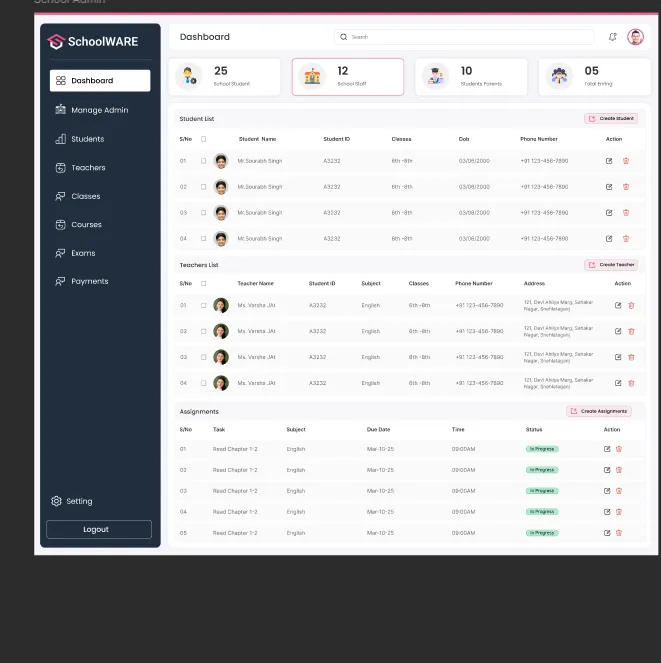 School Admin
SchoolWARE
Dashboard
Manage Admin
Students
Teachers
Classes
Courses
Exams
Payments
Setting
Logout
Dashboard
Search
25
School Student
12
School Staff
10
Students Parents
05
Total Erning
Student List
Create Student
S/No Student Name Student ID Classes Dob Phone Number Action
01 Mr.Sourabh Singh A3232 6th -8th 03/06/2000 +91 123-456-7890
02 Mr.Sourabh Singh A3232 6th -8th 03/06/2000 +91 123-456-7890
03 Mr.Sourabh Singh A3232 6th -8th 03/06/2000 +91 123-456-7890
04 Mr.Sourabh Singh A3232 6th -8th 03/06/2000 +91 123-456-7890
Teachers List
Create Teacher
S/No Teacher Name Student ID Subject Classes Phone Number Address Action
01 Ms. Varsha JAt A3232 English 6th -8th +91 123-456-7890 121, Devi Ahilya Marg,
Nagar,
02 Ms. Varsha JAt A3232 English 6th -8th +91 123-456-7890 121, Devi Ahilya Marg,
Nagar,
03 Ms. Varsha JAt A3232 English 6th -8th +91 123-456-7890 121, Devi Ahilya Marg,
Nagar,
04 Ms. Varsha JAt A3232 English 6th -8th +91 123-456-7890 121, Devi Ahilya Marg,
Nagar,
Assignments
Create Assignments
S/No Task Subject Due Date Time Status Action
01 Read Chapter 1-2 English Mar-10-25 09:00AM In Progress
02 Read Chapter 1-2 English Mar-10-25 09:00AM In Progress
03 Read Chapter 1-2 English Mar-10-25 09:00AM In Progress
04 Read Chapter 1-2 English Mar-10-25 09:00AM In Progress
05 Read Chapter 1-2 English Mar-10-25 09:00AM In Progress